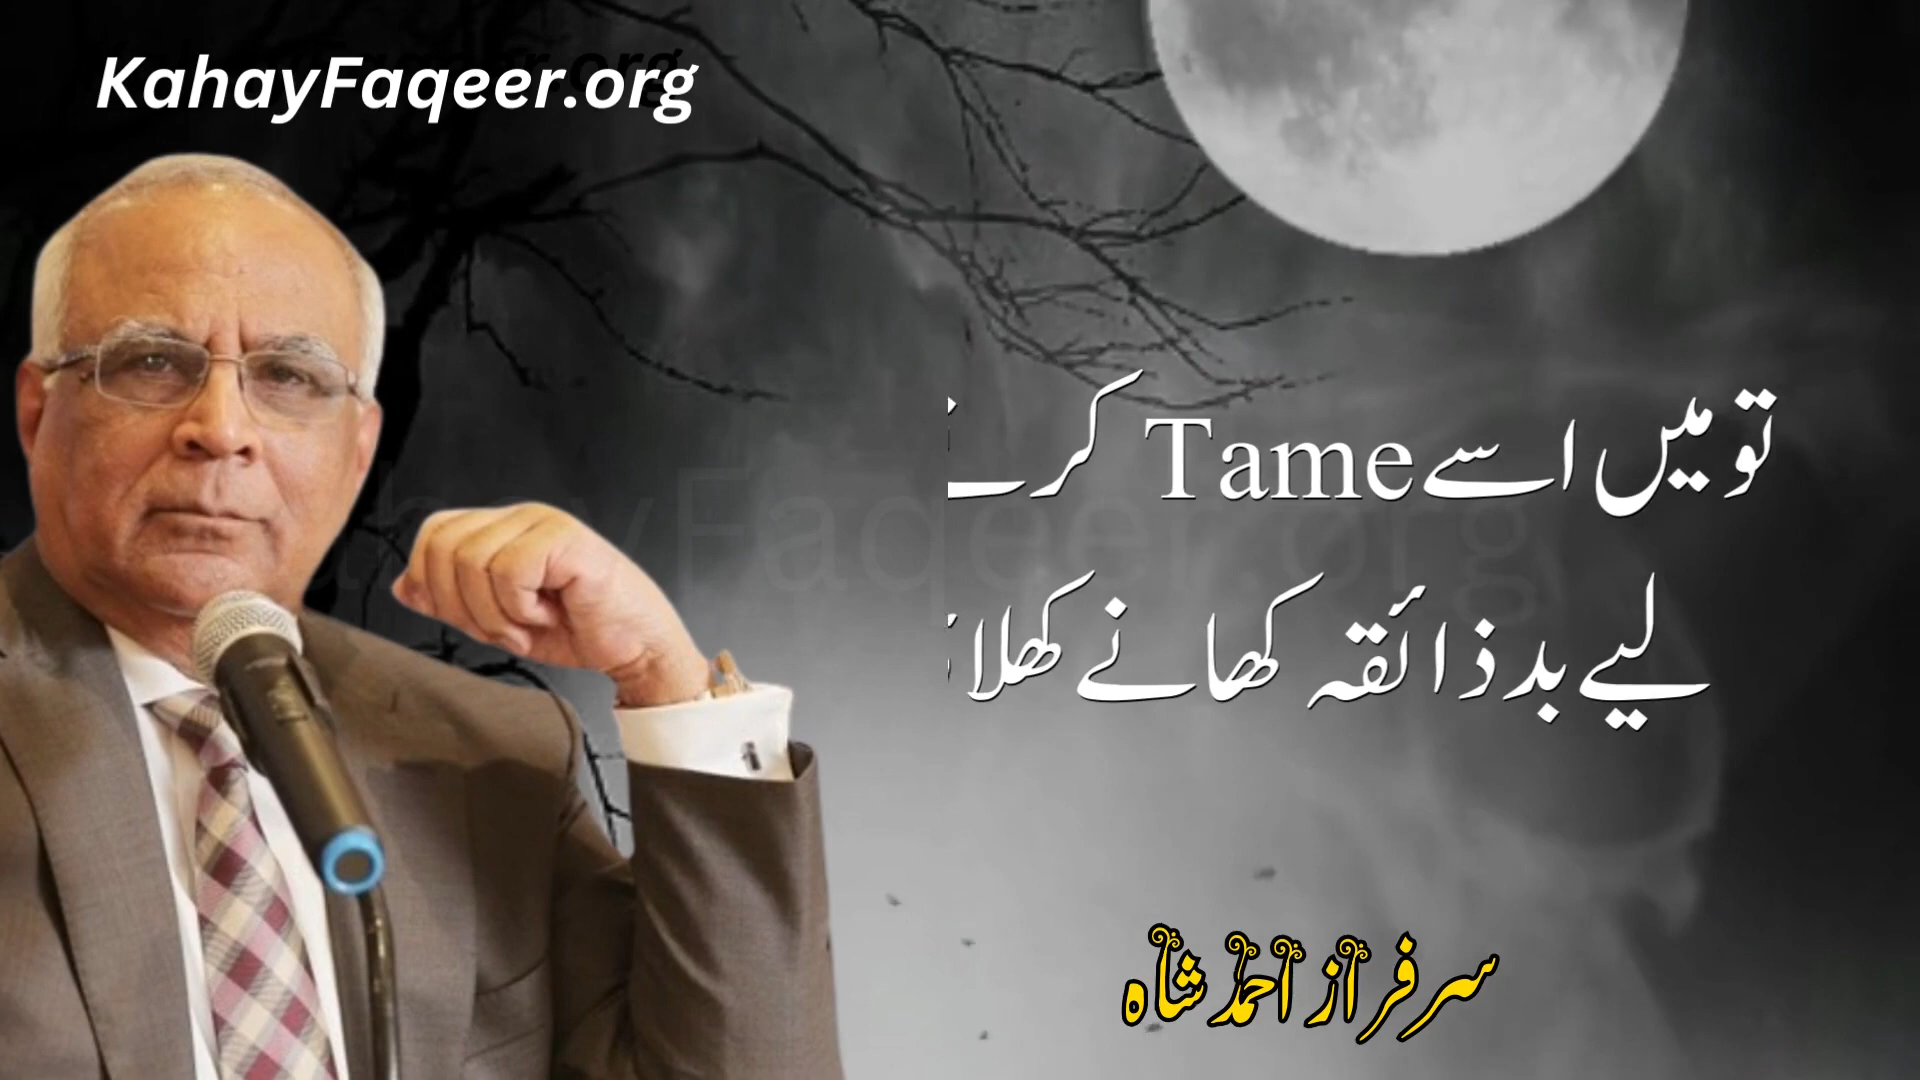 KahayFaqeer.org
تو میں اسے Tame کر
لیے بد ذائقہ کھانے کھلا
سرفراز احمد شاہ